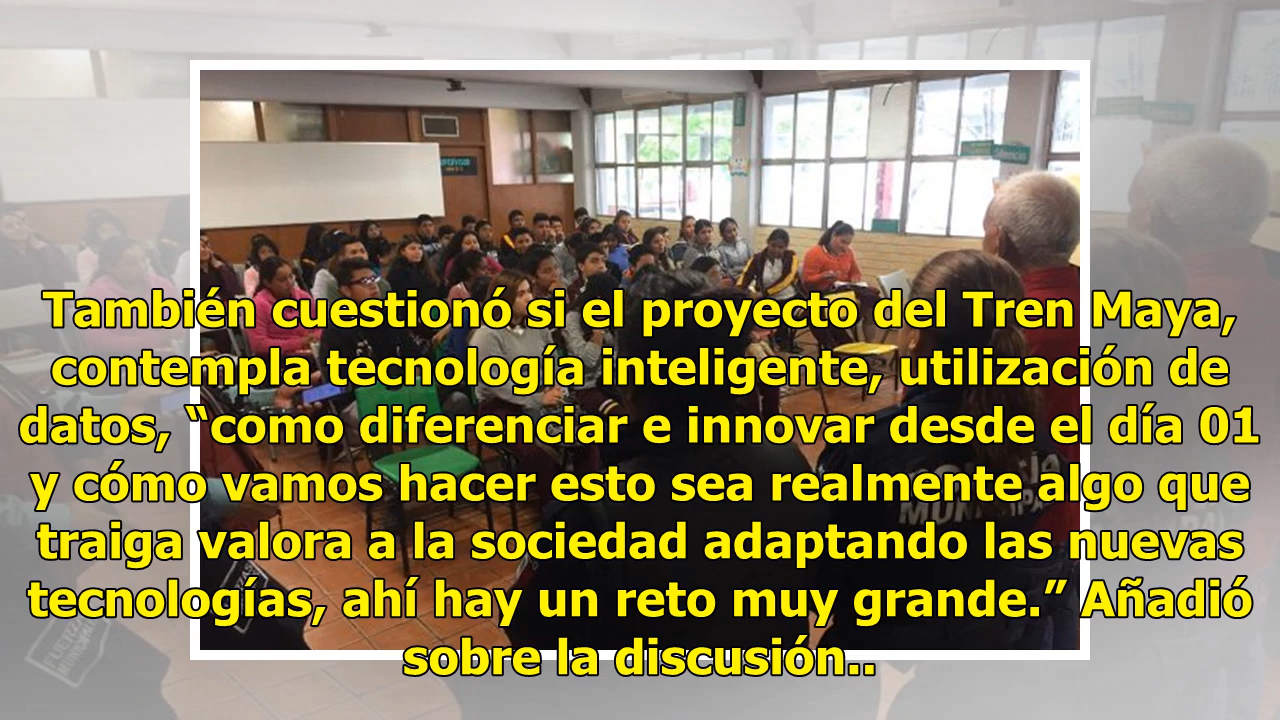 También cuestionó si el proyecto del Tren Maya,
contempla tecnología inteligente, utilización de
datos, “como diferenciar e innovar desde el día 01
y cómo vamos hacer esto sea realmente algo que
traiga valora a la sociedad adaptando las nuevas
tecnologías, ahí hay un reto muy grande.” Añadió
sobre la discusión..